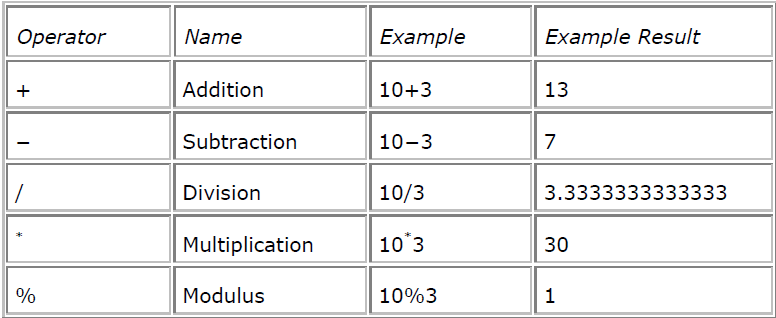 Operator Name Example Example Result
+ Addition 10+3 13
− Subtraction 10−3 7
/ Division 10/3 3.3333333333333
* Multiplication 10*3 30
% Modulus 10%3 1